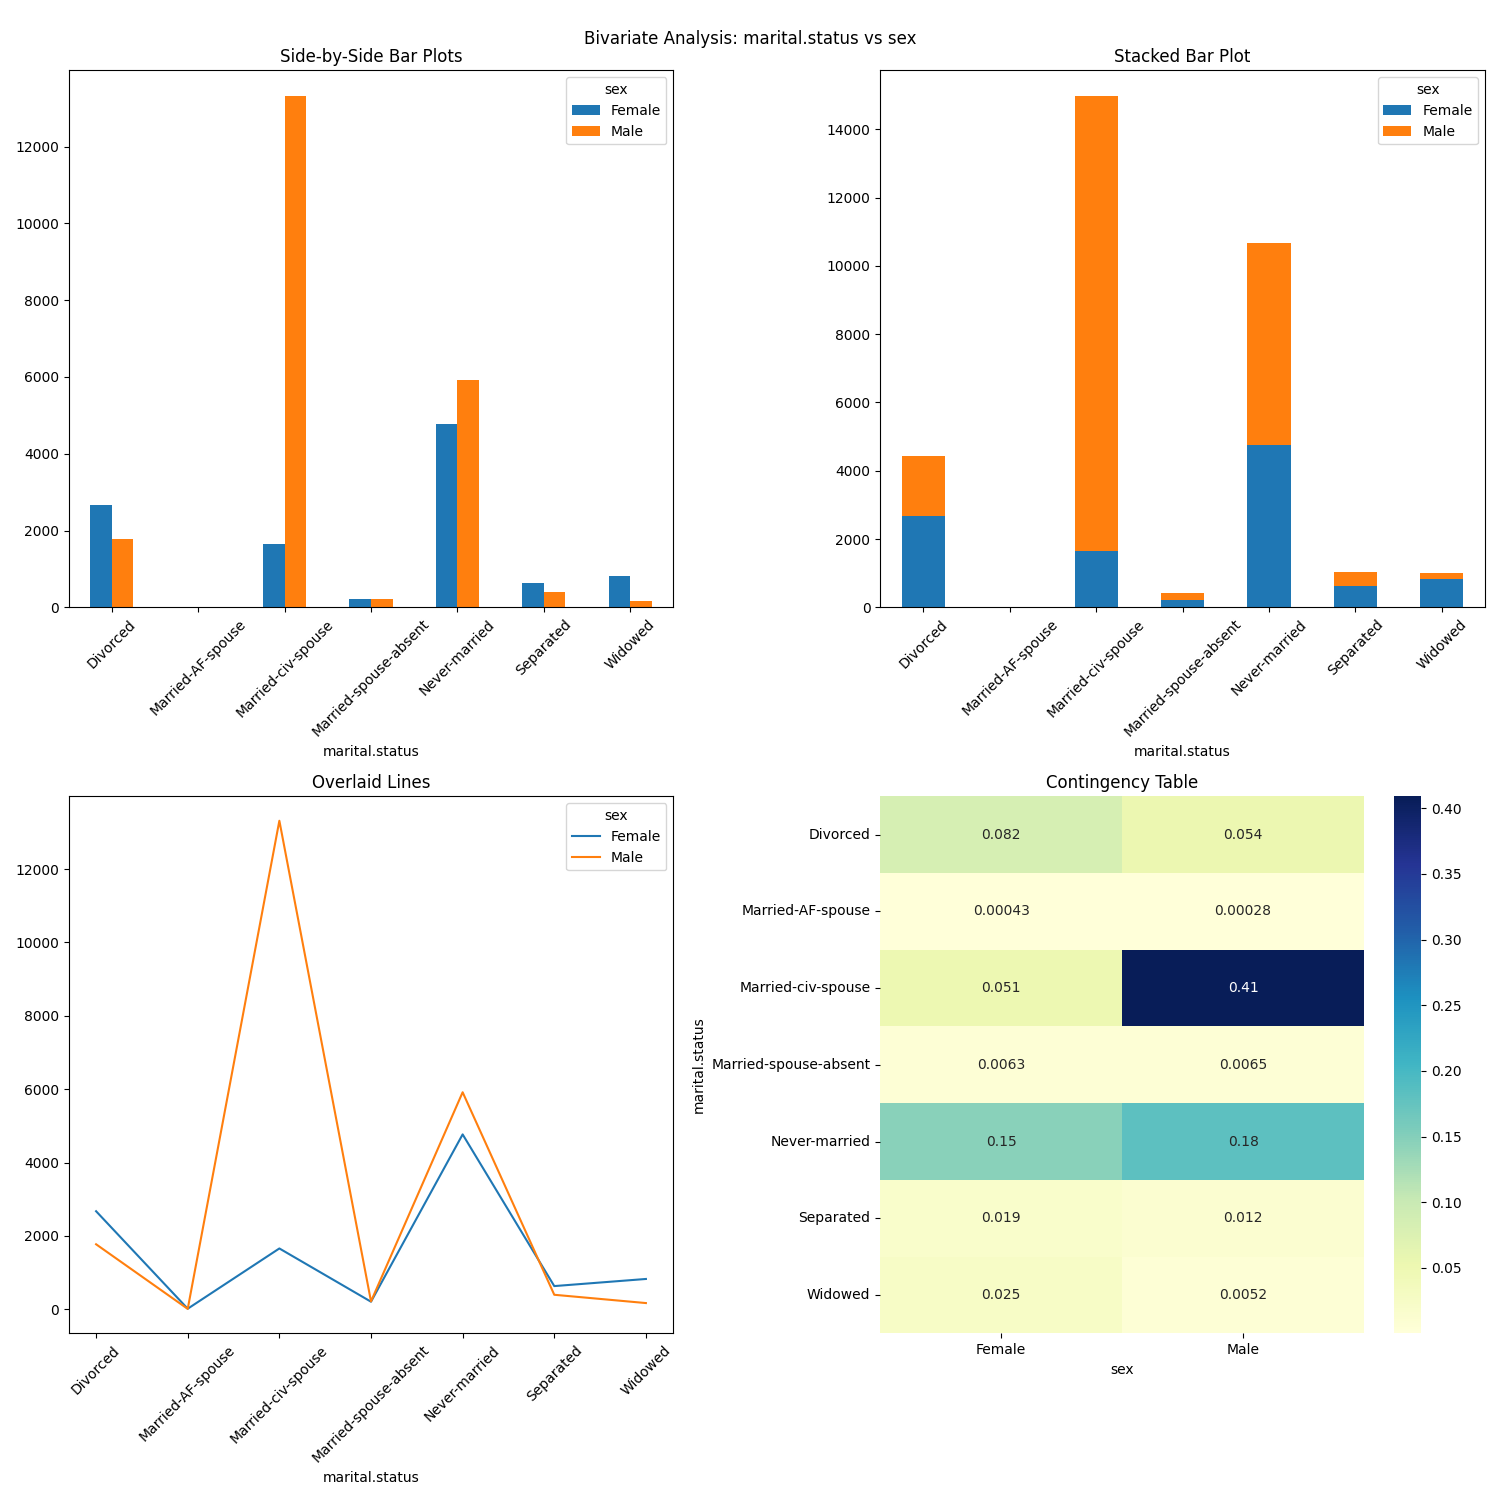 Bivariate Analysis: marital.status vs sex
Side-by-Side Bar Plots
sex
Female
Male
12000
10000
8000
6000
4000
2000
0
Divorced
Married-AF-spouse
Married-civ-spouse
Married-spouse-absent
Never-married
Separated
Widowed
marital.status
Stacked Bar Plot
sex
Female
Male
14000
12000
10000
8000
6000
4000
2000
0
Divorced
Married-AF-spouse
Married-civ-spouse
Married-spouse-absent
Never-married
Separated
Widowed
marital.status
Overlaid Lines
sex
Female
Male
12000
10000
8000
6000
4000
2000
0
Divorced
Married-AF-spouse
Married-civ-spouse
Married-spouse-absent
Never-married
Separated
Widowed
marital.status
Contingency Table
marital.status
Divorced 0.082 0.054
Married-AF-spouse 0.00043 0.00028
Married-civ-spouse 0.051 0.41
Married-spouse-absent 0.0063 0.0065
Never-married 0.15 0.18
Separated 0.019 0.012
Widowed 0.025 0.0052
Female Male
sex
0.40
0.35
0.30
0.25
0.20
0.15
0.10
0.05